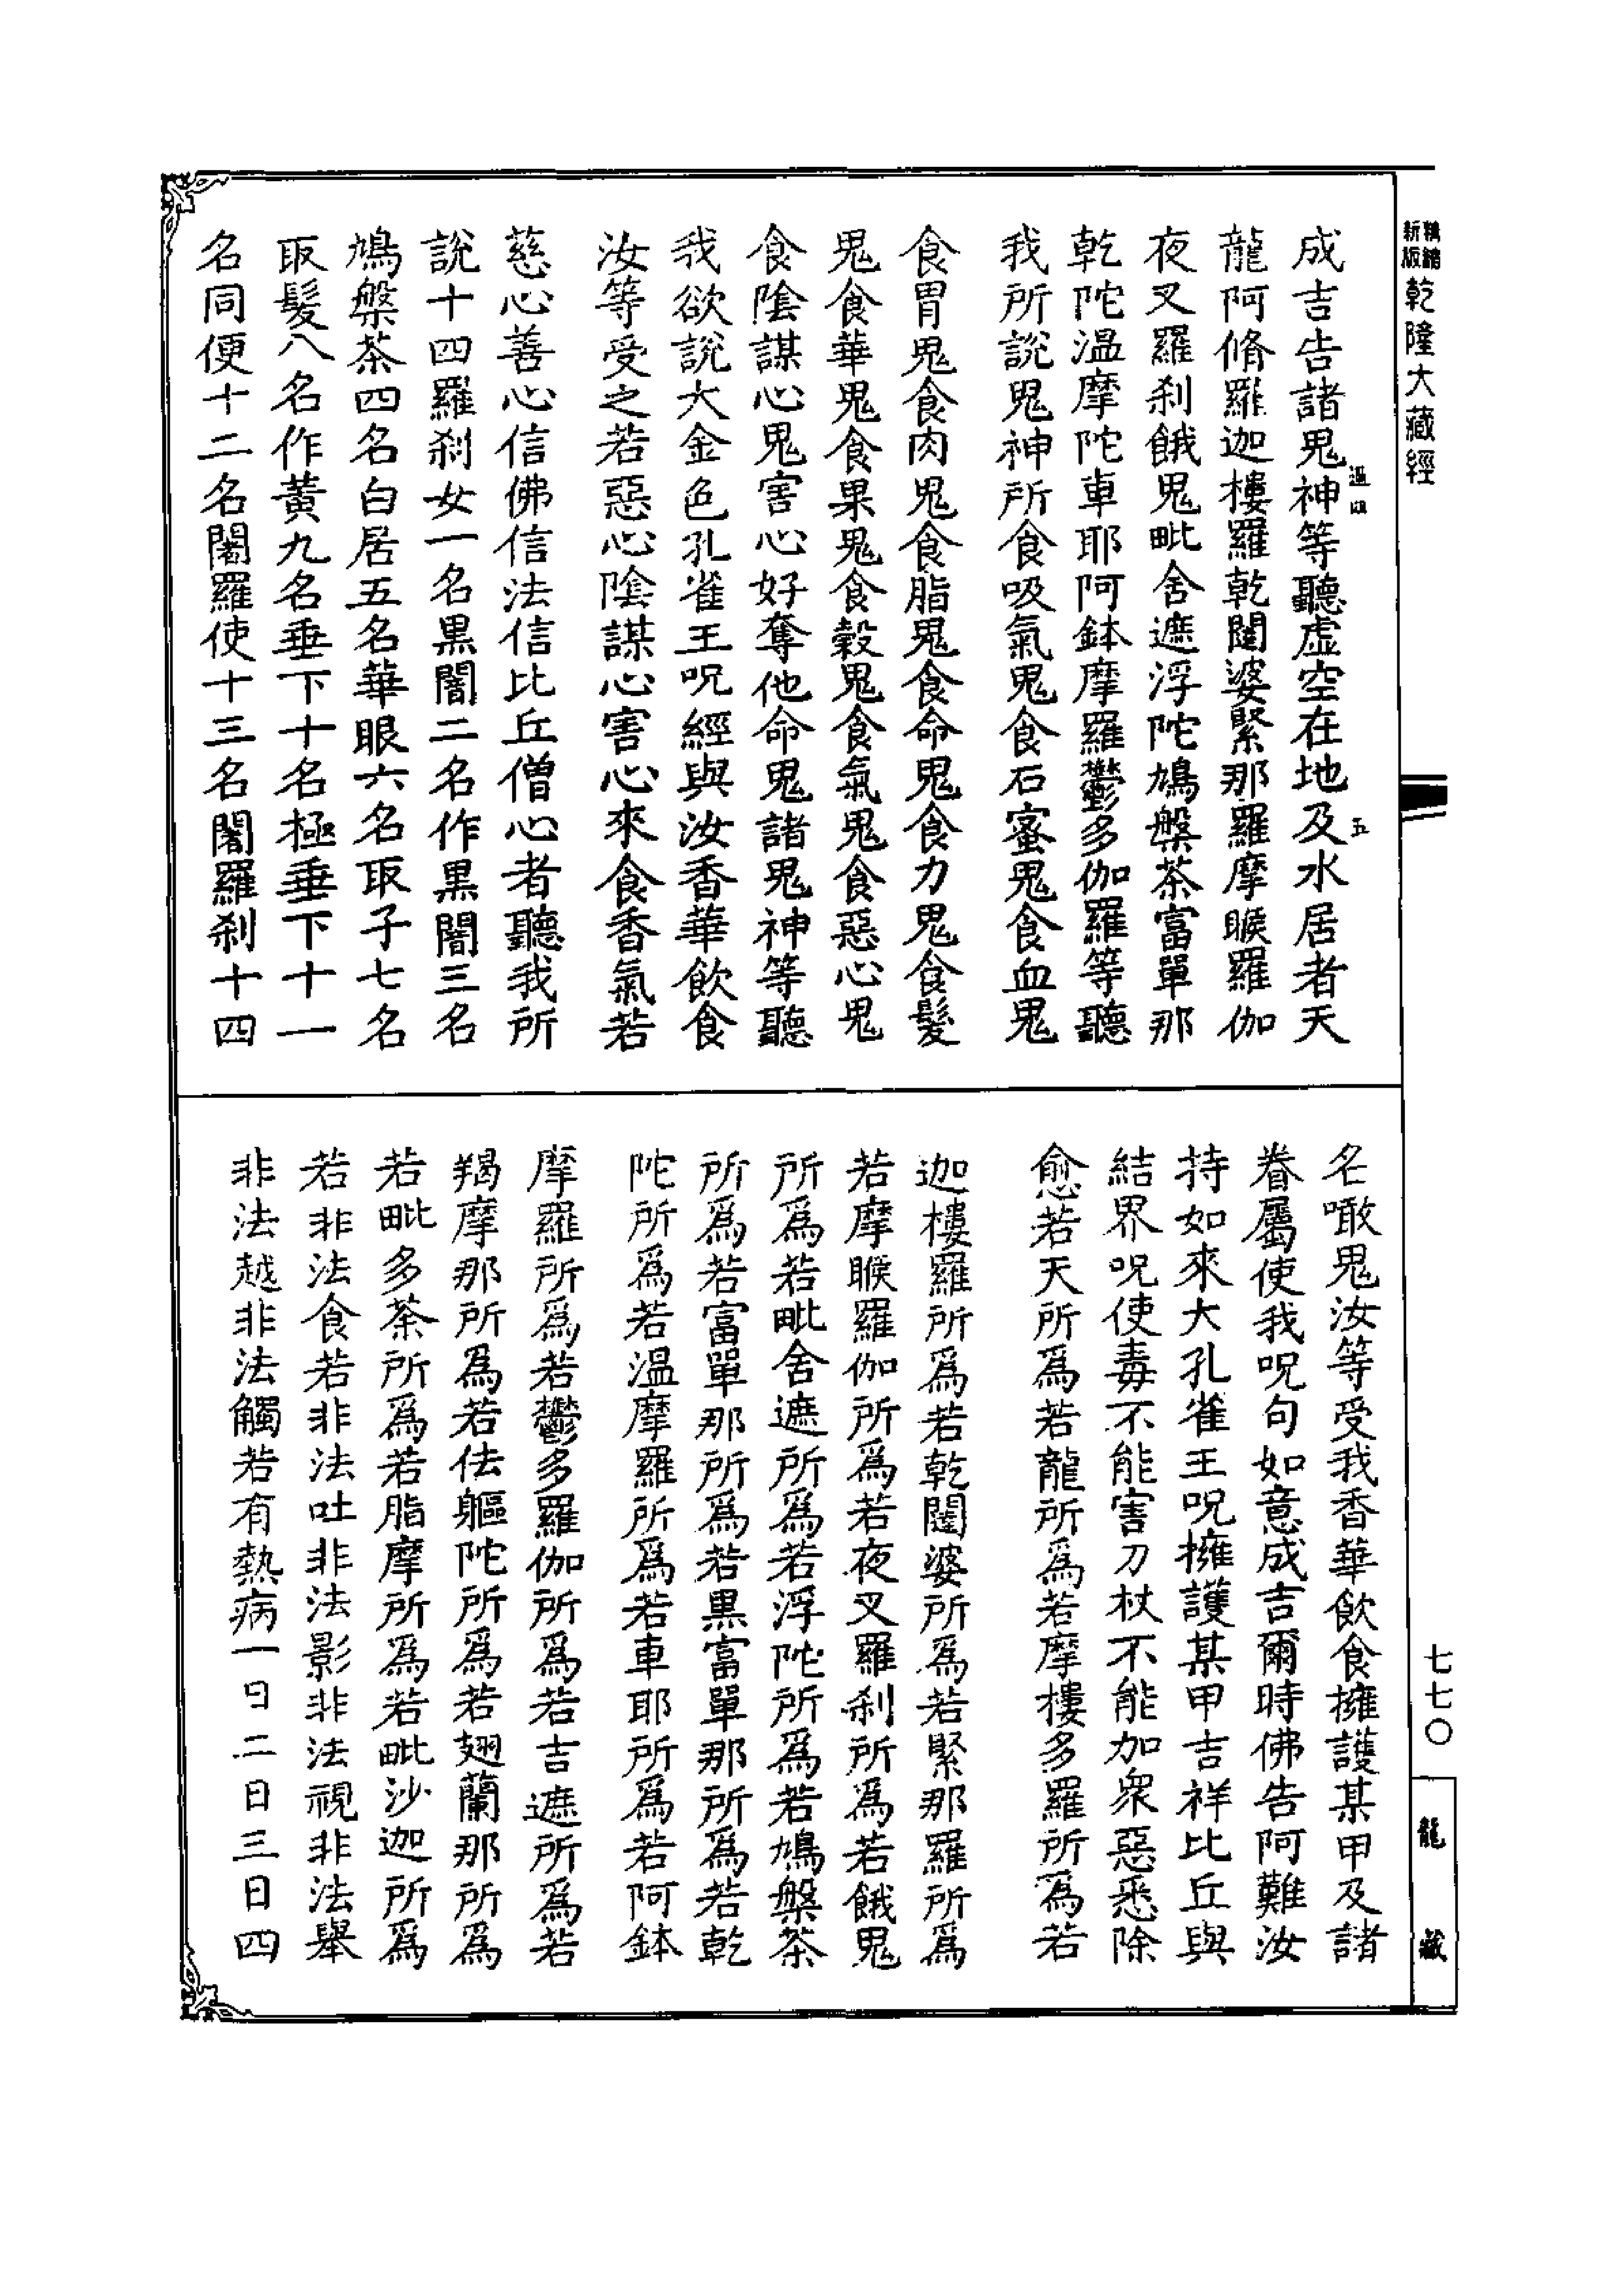 新版
乾隆大藏經
成吉告諸鬼神等聽虛空在地及水居者天
龍阿脩羅迦樓羅乾闥婆緊那羅摩睺羅伽
夜叉羅刹餓鬼毗舍遮浮陀鳩槃茶富單那
乾陀溫摩陀車耶阿鉢摩羅鬱多伽羅等聽
我所說鬼神所食吸氣鬼食石蜜鬼食血鬼
食胃鬼食肉鬼食脂鬼食命鬼食力鬼食髮
鬼食華鬼食果鬼食穀鬼食氣鬼食惡心鬼
食陰謀心鬼害心好奪他命鬼諸鬼神等聽
我欲說大金色孔雀王呪經與汝香華飲食
汝等受之若惡心陰謀心害心來食香氣若
慈心善心信佛信法信比丘僧心者聽我所
說十四羅刹女一名黑闇二名作黑闇三名
鳩槃茶四名白居五名華眼六名取子七名
取髮八名作黃九名垂下十名極垂下十一
名伺便十二名闍羅使十三名闍羅刹十四
名噉鬼汝等受我香華飲食擁護某甲及諸
眷屬使我呪句如意成吉爾時佛告阿難汝
持如來大孔雀王呪擁護某甲吉祥比丘與
結界呪使毒不能害刀杖不能加衆惡悉除
愈若天所爲若龍所爲若摩樓多羅所爲若
迦樓羅所爲若乾闥婆所爲若緊那羅所爲
若摩睺羅伽所爲若夜叉羅刹所爲若餓鬼
所爲若毗舍遮所爲若浮陀所爲若鳩槃茶
所爲若富單那所爲若黑富單那所爲若乾
陀所爲若溫摩羅所爲若車耶所爲若阿鉢
摩羅所爲若鬱多羅伽所爲若吉遮所爲若
羯摩那所爲若佉軀陀所爲若翅蘭那所爲
若毗多茶所爲若脂摩所爲若毗沙迦所爲
若非法食若非法吐非法影非法視非法舉
非法越非法觸若有熱病一日二日三日四
七七〇
龍藏